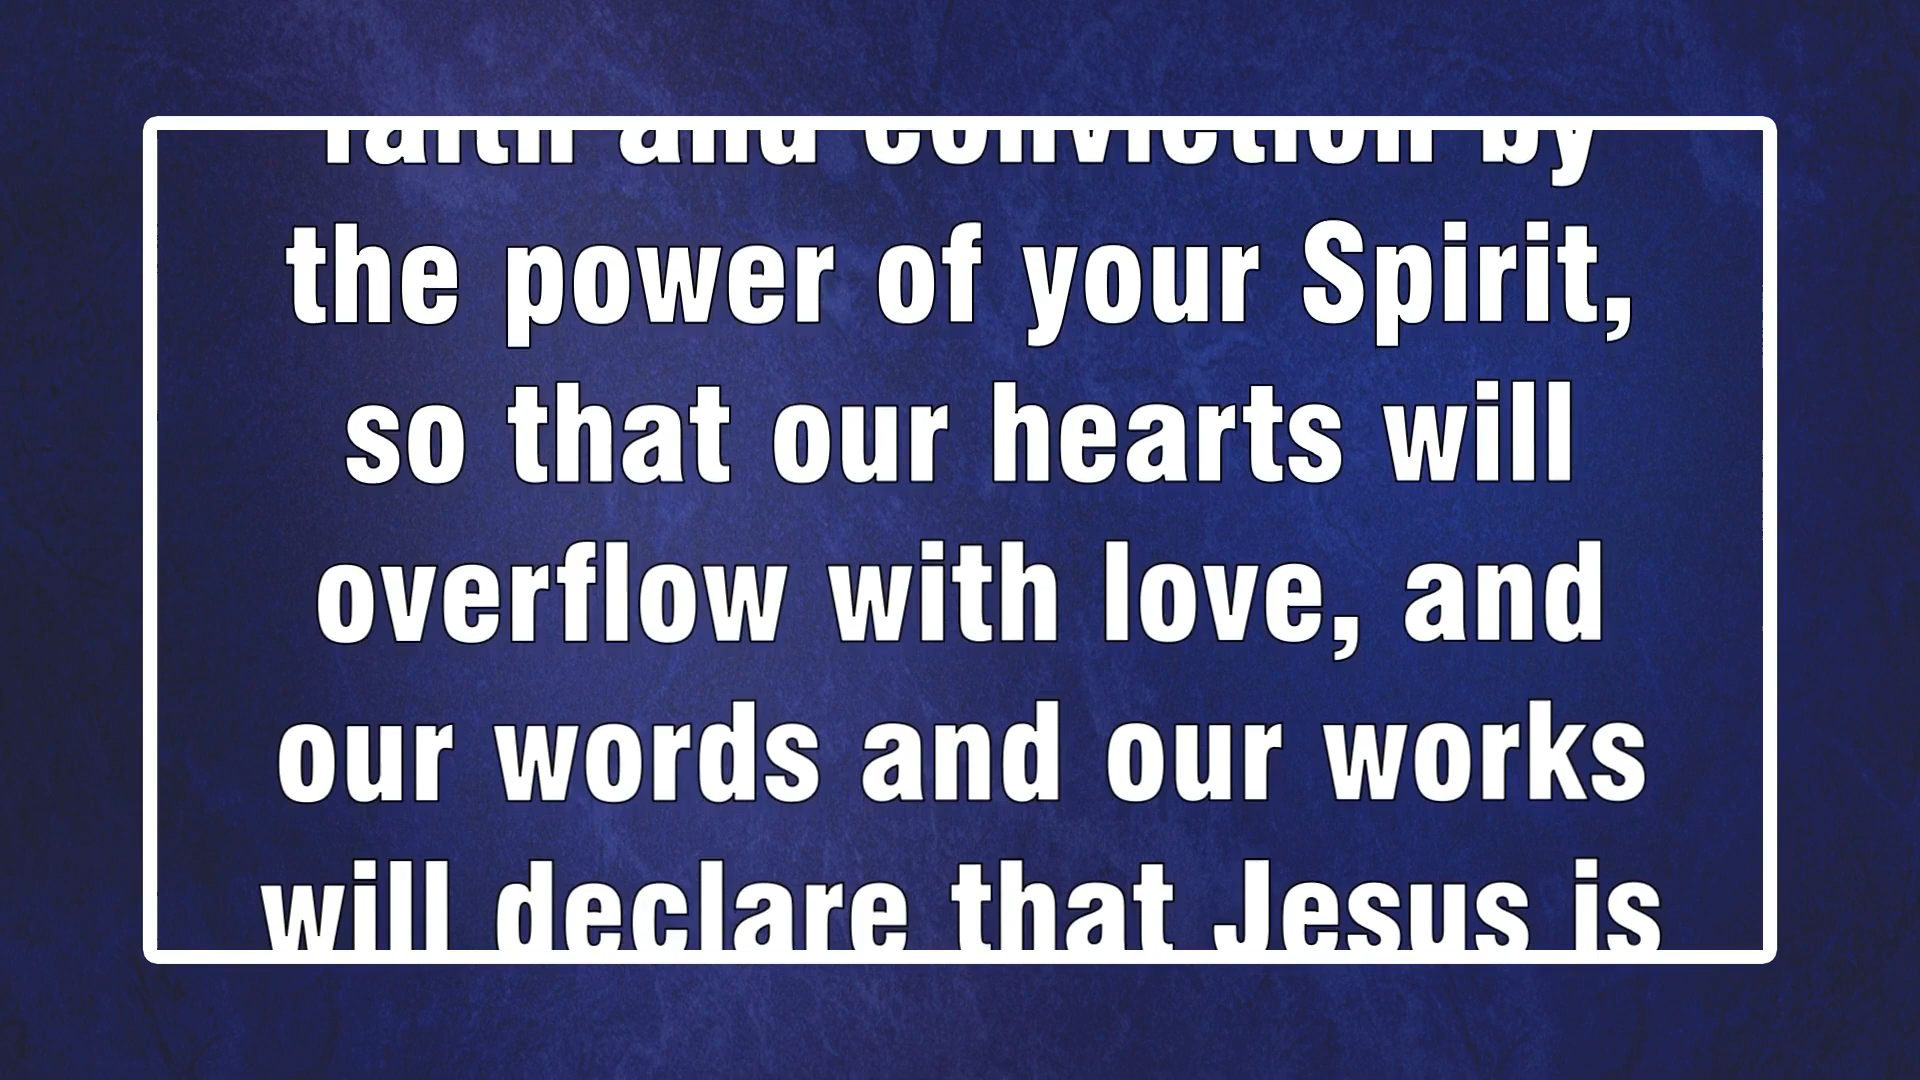 faith and conviction by
the power of your Spirit,
so that our hearts will
overflow with love, and
our words and our works
will declare that Jesus is